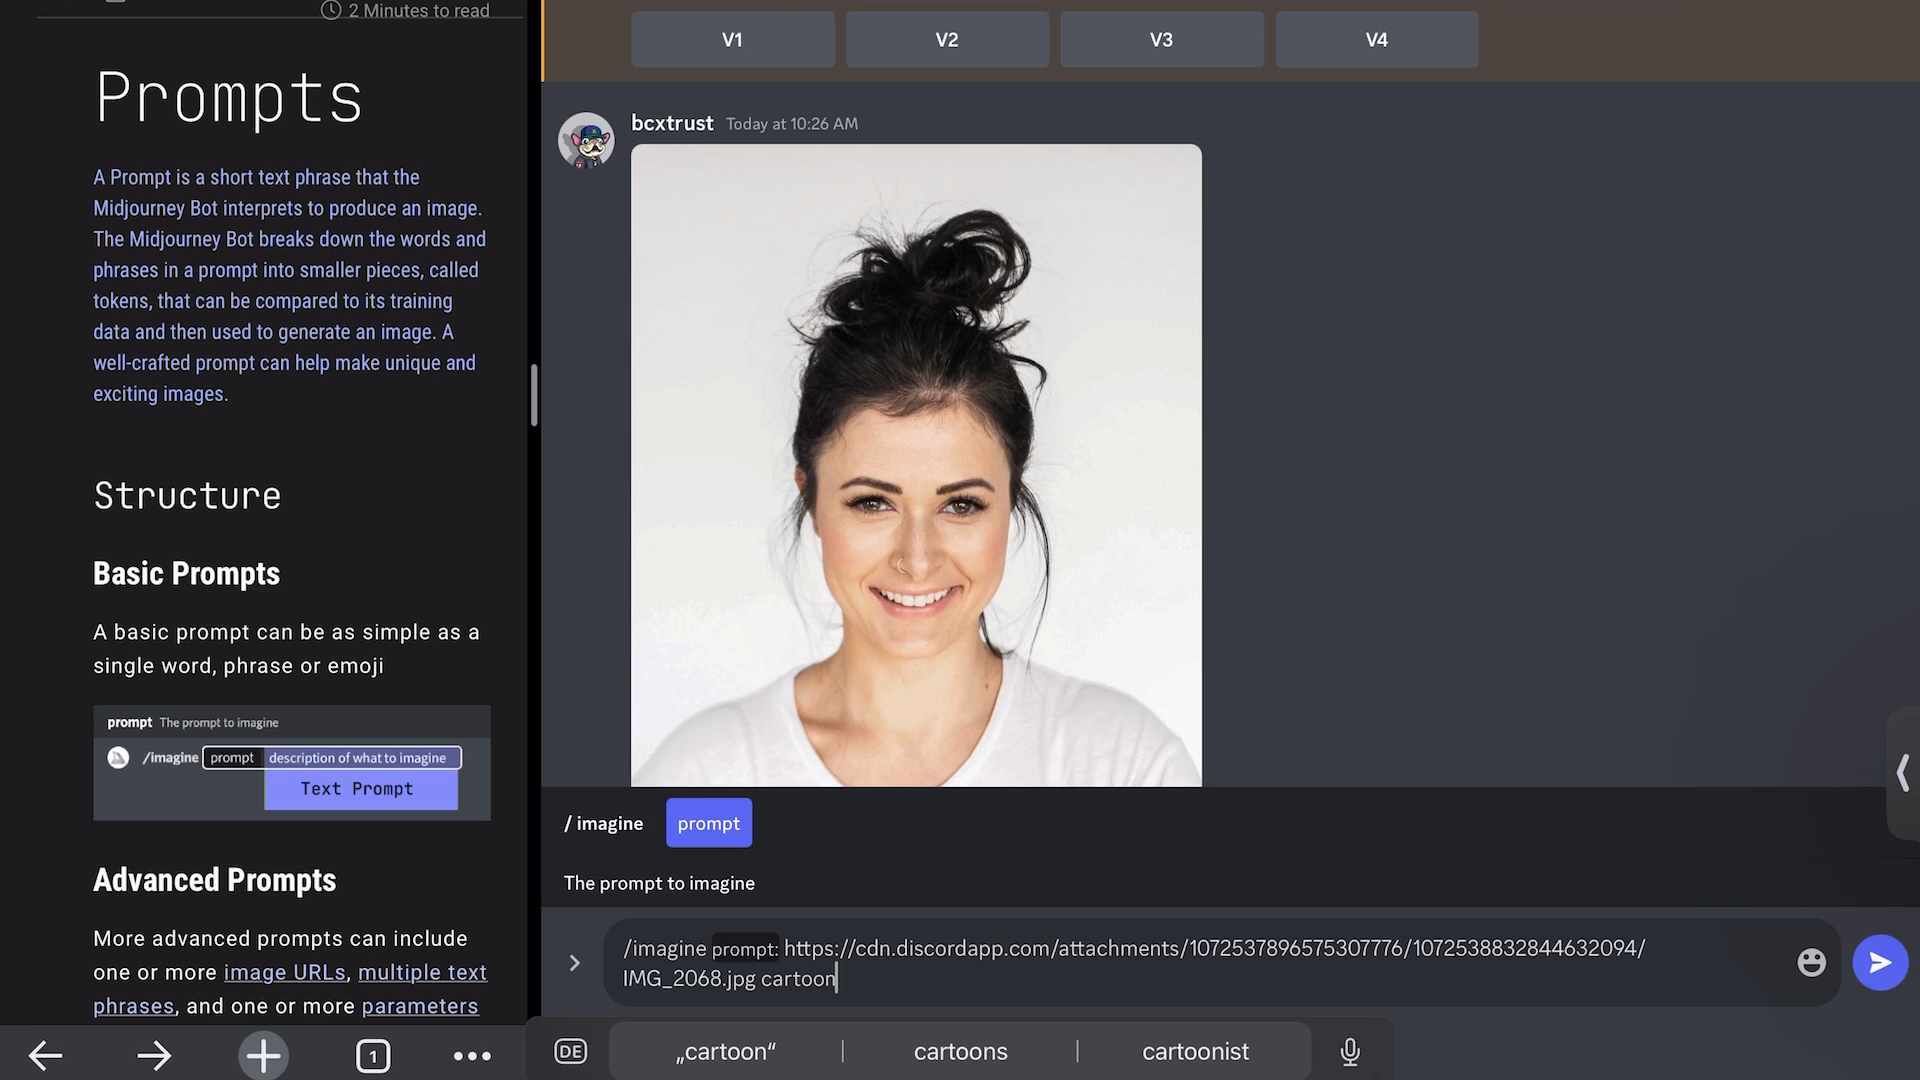 2 Minutes to read
Prompts
A Prompt is a short text phrase that the
Midjourney Bot interprets to produce an image.
The Midjourney Bot breaks down the words and
phrases in a prompt into smaller pieces, called
tokens, that can be compared to its training
data and then used to generate an image. A
well-crafted prompt can help make unique and
exciting images.
Structure
Basic Prompts
A basic prompt can be as simple as a
single word, phrase or emoji
prompt The prompt to imagine
/imagine prompt description of what to imagine
Text Prompt
Advanced Prompts
More advanced prompts can include
one or more image URLs, multiple text
phrases, and one or more parameters
1
V1 V2 V3 V4
bcxtrust Today at 10:26 AM
/ imagine prompt
The prompt to imagine
/imagine prompt: https://cdn.discordapp.com/attachments/1072537896575307776/1072538832844632094/
IMG_2068.jpg cartoon
DE „cartoon“ cartoons cartoonist